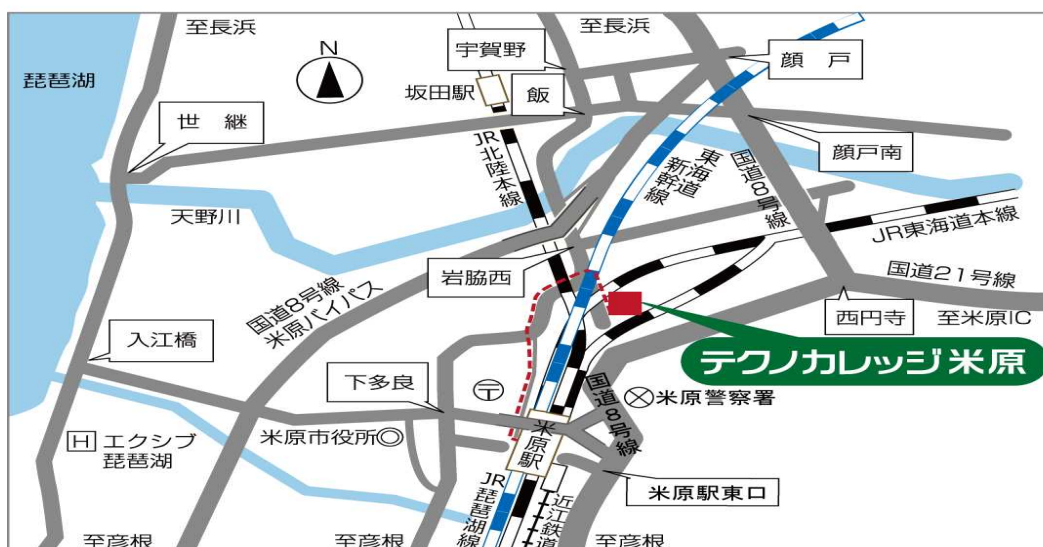 至長浜
至長浜
N
宇賀野
顔戸
琵琶湖
坂田駅
飯
世継
JR北陸本線
東海道新幹線
国道8号線
顔戸南
天野川
JR東海道本線
岩脇西
国道21号線
国道8号線
米原バイパス
入江橋
西円寺
至米原IC
テクノカレッジ米原
下多良
〒
国道8号線
米原警察署
米原市役所
米原駅
H エクシブ
琵琶湖
米原駅東口
JR琵琶湖線
近江鉄道
至彦根
至彦根
至彦根